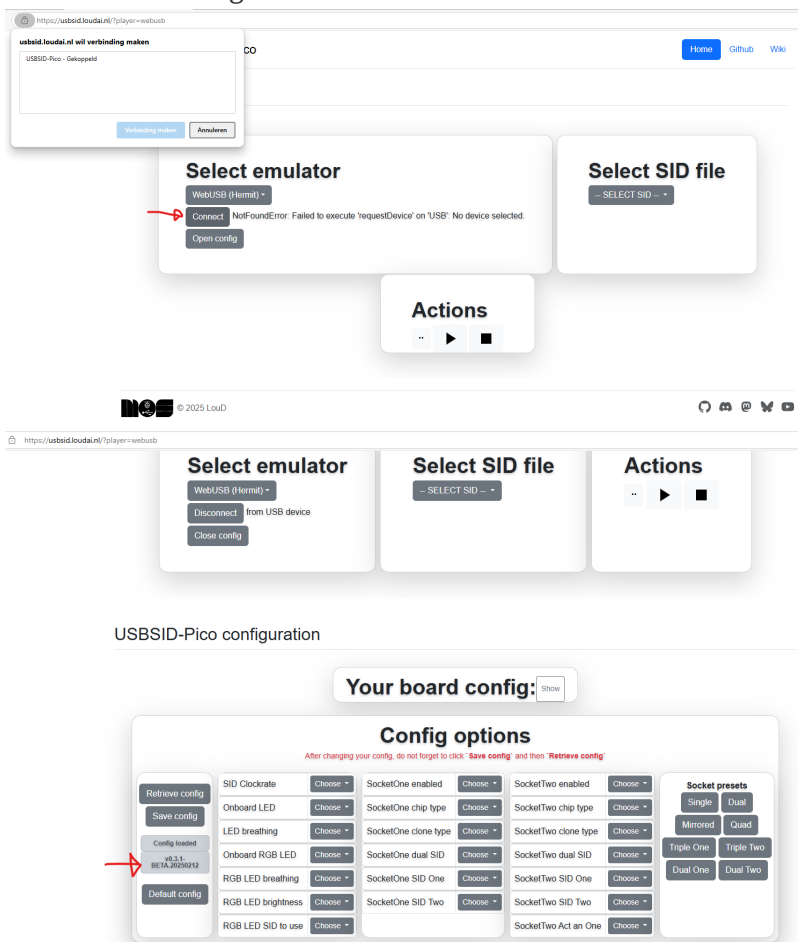 https://usbsid.loudai.nl/?player=webusb
usbsid.loudai.nl wil verbinding maken
USBSID-Pico - Gekoppeld
Verbinding maken
Annuleren
co
Home
Github
Wiki
Select emulator
WebUSB (Hermit)
Connect
NotFoundError: Failed to execute 'requestDevice' on 'USB': No device selected.
Open config
Select SID file
-- SELECT SID --
Actions
© 2025 LouD
https://usbsid.loudai.nl/?player=webusb
Select emulator
WebUSB (Hermit)
Disconnect from USB device
Close config
Select SID file
-- SELECT SID --
Actions
USBSID-Pico configuration
Your board config: Show
Config options
After changing your config, do not forget to click `Save config` and then `Retrieve config`
Retrieve config
Save config
Config loaded
v0.3.1-
BETA.20250212
Default config
SID Clockrate Choose
Onboard LED Choose
LED breathing Choose
Onboard RGB LED Choose
RGB LED breathing Choose
RGB LED brightness Choose
RGB LED SID to use Choose
SocketOne enabled Choose
SocketOne chip type Choose
SocketOne clone type Choose
SocketOne dual SID Choose
SocketOne SID One Choose
SocketOne SID Two Choose
SocketTwo enabled Choose
SocketTwo chip type Choose
SocketTwo clone type Choose
SocketTwo dual SID Choose
SocketTwo SID One Choose
SocketTwo SID Two Choose
SocketTwo Act an One Choose
Socket presets
Single Dual
Mirrored Quad
Triple One Triple Two
Dual One Dual Two